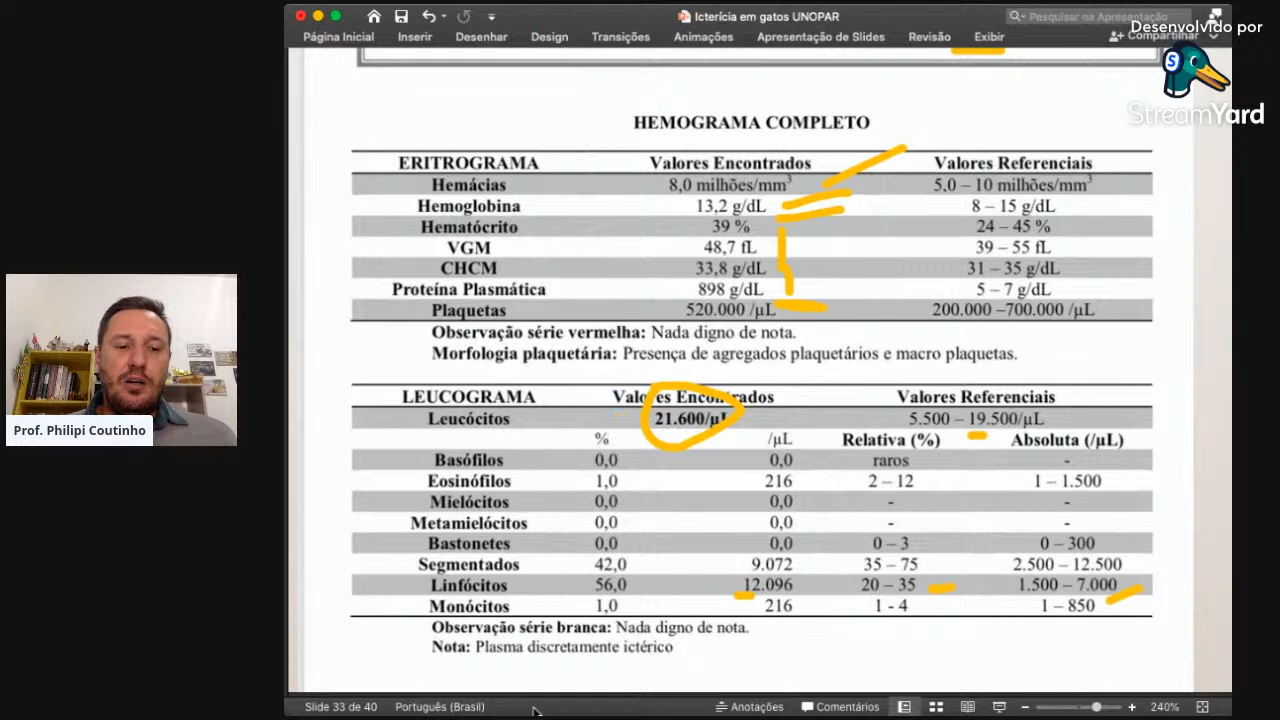 Icterícia em gatos UNOPAR
Pesquisar na Apresentação
Desenvolvido por
Página Inicial Inserir Desenhar Design Transições Animações Apresentação de Slides Revisão Exibir Compartilhar
StreamYard
HEMOGRAMA COMPLETO
ERITROGRAMA Valores Encontrados Valores Referenciais
Hemácias 8,0 milhões/mm³ 5,0 – 10 milhões/mm³
Hemoglobina 13,2 g/dL 8 – 15 g/dL
Hematócrito 39 % 24 – 45 %
VGM 48,7 fL 39 – 55 fL
CHCM 33,8 g/dL 31 – 35 g/dL
Proteína Plasmática 898 g/dL 5 – 7 g/dL
Plaquetas 520.000 /µL 200.000 –700.000 /µL
Observação série vermelha: Nada digno de nota.
Morfologia plaquetária: Presença de agregados plaquetários e macro plaquetas.
LEUCOGRAMA Valores Encontrados Valores Referenciais
Leucócitos 21.600/µL 5.500 – 19.500/µL
% /µL Relativa (%) Absoluta (/µL)
Basófilos 0,0 0,0 raros -
Eosinófilos 1,0 216 2 – 12 1 – 1.500
Mielócitos 0,0 0,0 - -
Metamielócitos 0,0 0,0 - -
Bastonetes 0,0 0,0 0 – 3 0 – 300
Segmentados 42,0 9.072 35 – 75 2.500 – 12.500
Linfócitos 56,0 12.096 20 – 35 1.500 – 7.000
Monócitos 1,0 216 1 - 4 1 – 850
Observação série branca: Nada digno de nota.
Nota: Plasma discretamente ictérico
Prof. Philipi Coutinho
Slide 33 de 40 Português (Brasil) Anotações Comentários 240%